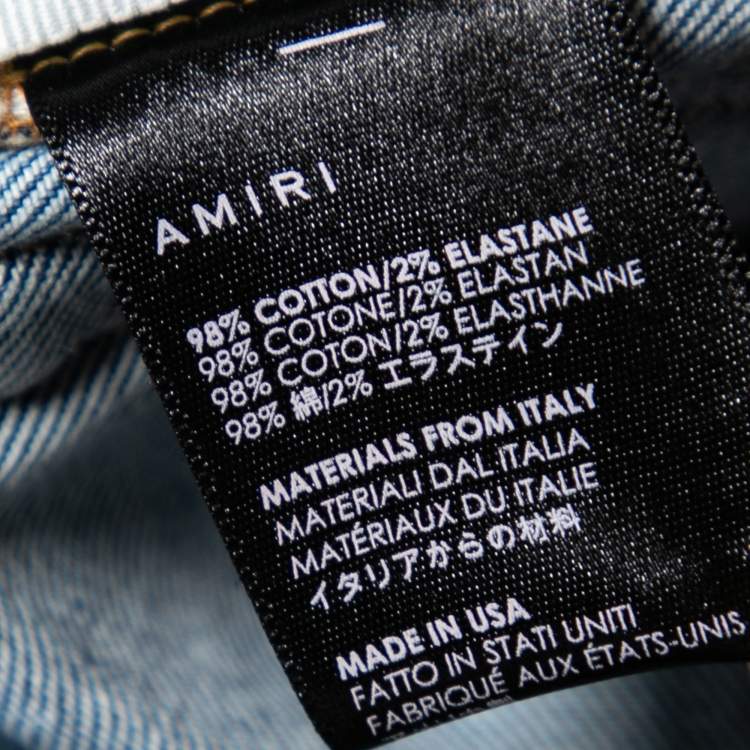 AMIRI
98% COTTON/2% ELASTANE
98% COTONE/2% ELASTAN
98% COTON/2% ELASTHANNE
98% 綿/2% エラスティン
MATERIALS FROM ITALY
MATERIALI DAL ITALIA
MATÉRIAUX DU ITALIE
イタリアからの材料
MADE IN USA
FATTO IN STATI UNITI
FABRIQUÉ AUX ÉTATS-UNIS